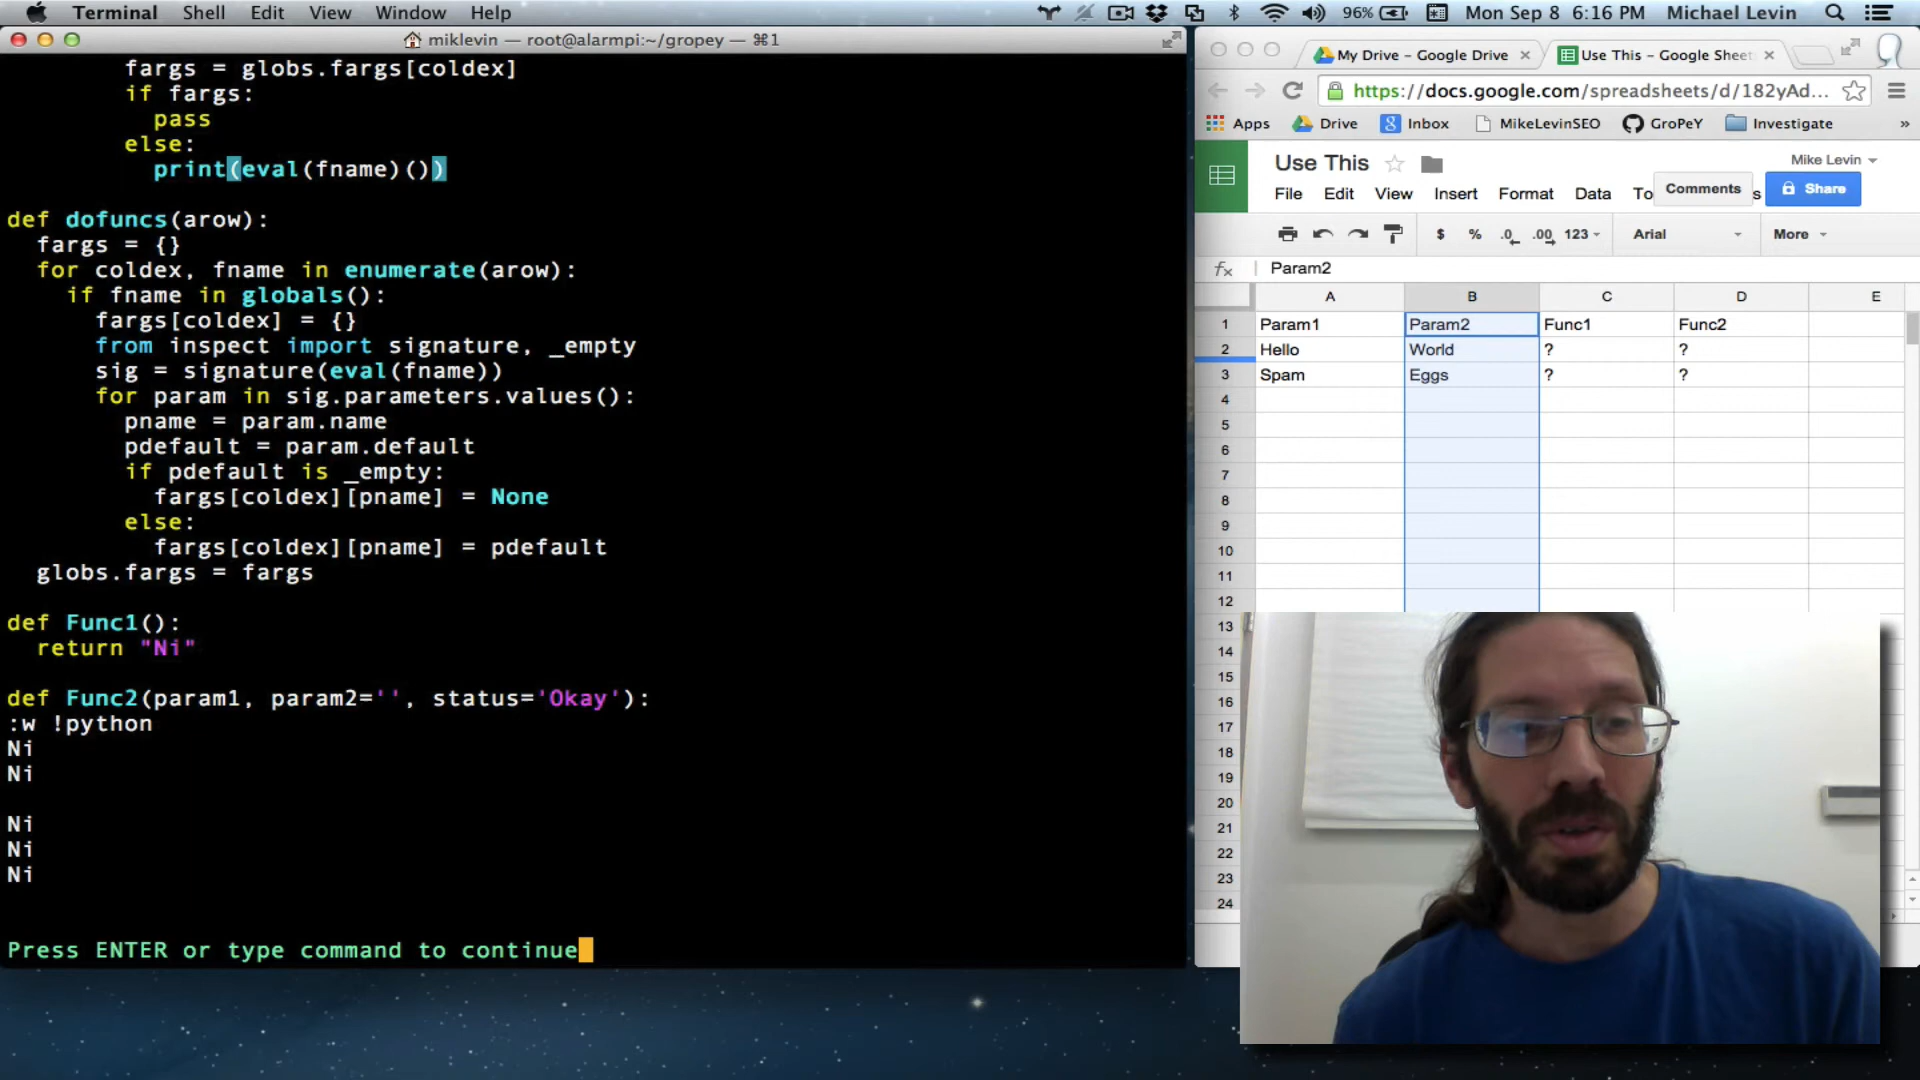 Terminal Shell Edit View Window Help 96% Mon Sep 8 6:16 PM Michael Levin
miklevin — root@alarmpi:~/gropey — ⌘1
fargs = globs.fargs[coldex]
if fargs:
pass
else:
print(eval(fname)())
def dofuncs(arow):
fargs = {}
for coldex, fname in enumerate(arow):
if fname in globals():
fargs[coldex] = {}
from inspect import signature, _empty
sig = signature(eval(fname))
for param in sig.parameters.values():
pname = param.name
pdefault = param.default
if pdefault is _empty:
fargs[coldex][pname] = None
else:
fargs[coldex][pname] = pdefault
globs.fargs = fargs
def Func1():
return "Ni"
def Func2(param1, param2='', status='Okay'):
:w !python
Ni
Ni
Ni
Ni
Ni
Press ENTER or type command to continue
My Drive - Google Drive × Use This - Google Sheet ×
https://docs.google.com/spreadsheets/d/182yAd...
Apps Drive Inbox MikeLevinSEO GroPeY Investigate »
Use This Mike Levin
File Edit View Insert Format Data To Comments s Share
$ % .0 .00 123 Arial More
fx Param2
A B C D E
1 Param1 Param2 Func1 Func2
2 Hello World ? ?
3 Spam Eggs ? ?
4
5
6
7
8
9
10
11
12
13
14
15
16
17
18
19
20
21
22
23
24